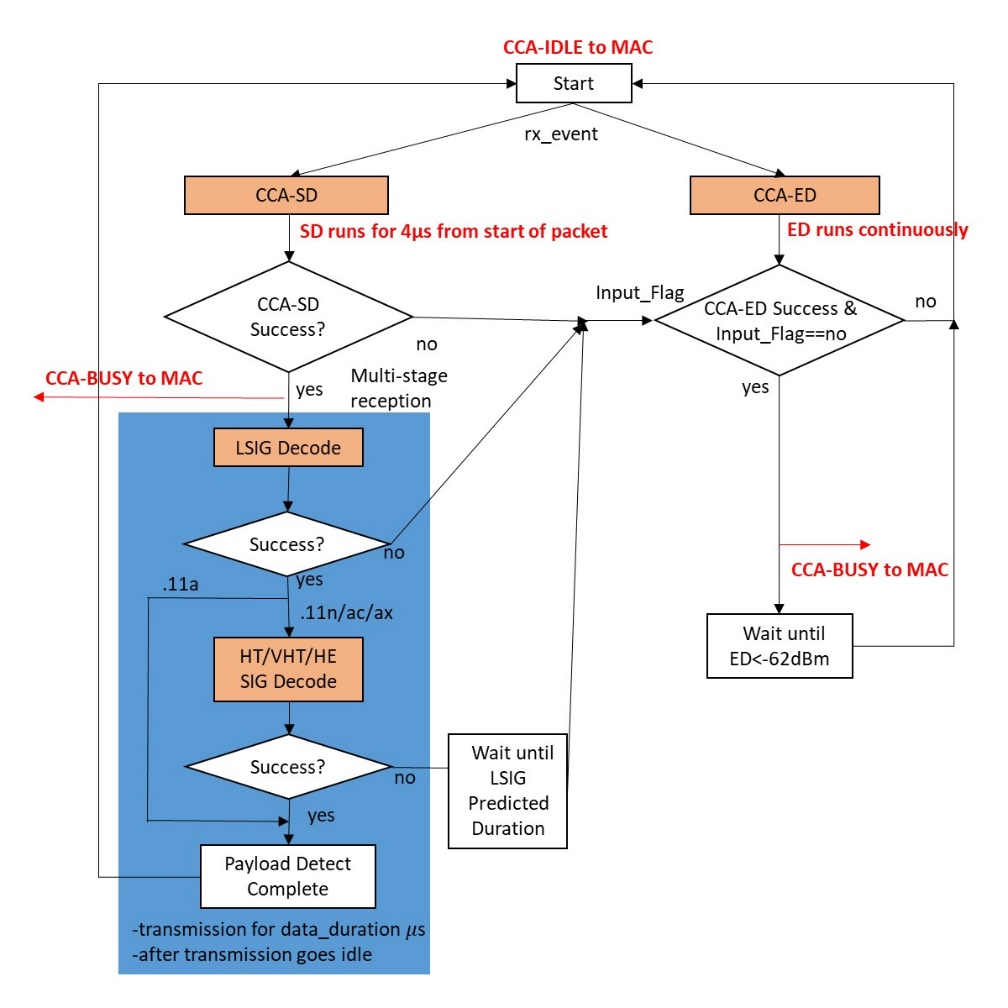 CCA-IDLE to MAC
Start
rx_event
CCA-SD
CCA-ED
SD runs for 4μs from start of packet
ED runs continuously
CCA-SD
Success?
no
Input_Flag
CCA-ED Success &
Input_Flag==no
no
CCA-BUSY to MAC
yes
Multi-stage
reception
yes
LSIG Decode
Success?
no
yes
.11a
.11n/ac/ax
CCA-BUSY to MAC
HT/VHT/HE
SIG Decode
Wait until
ED<-62dBm
Success?
no
yes
Wait until
LSIG
Predicted
Duration
Payload Detect
Complete
-transmission for data_duration μs
-after transmission goes idle